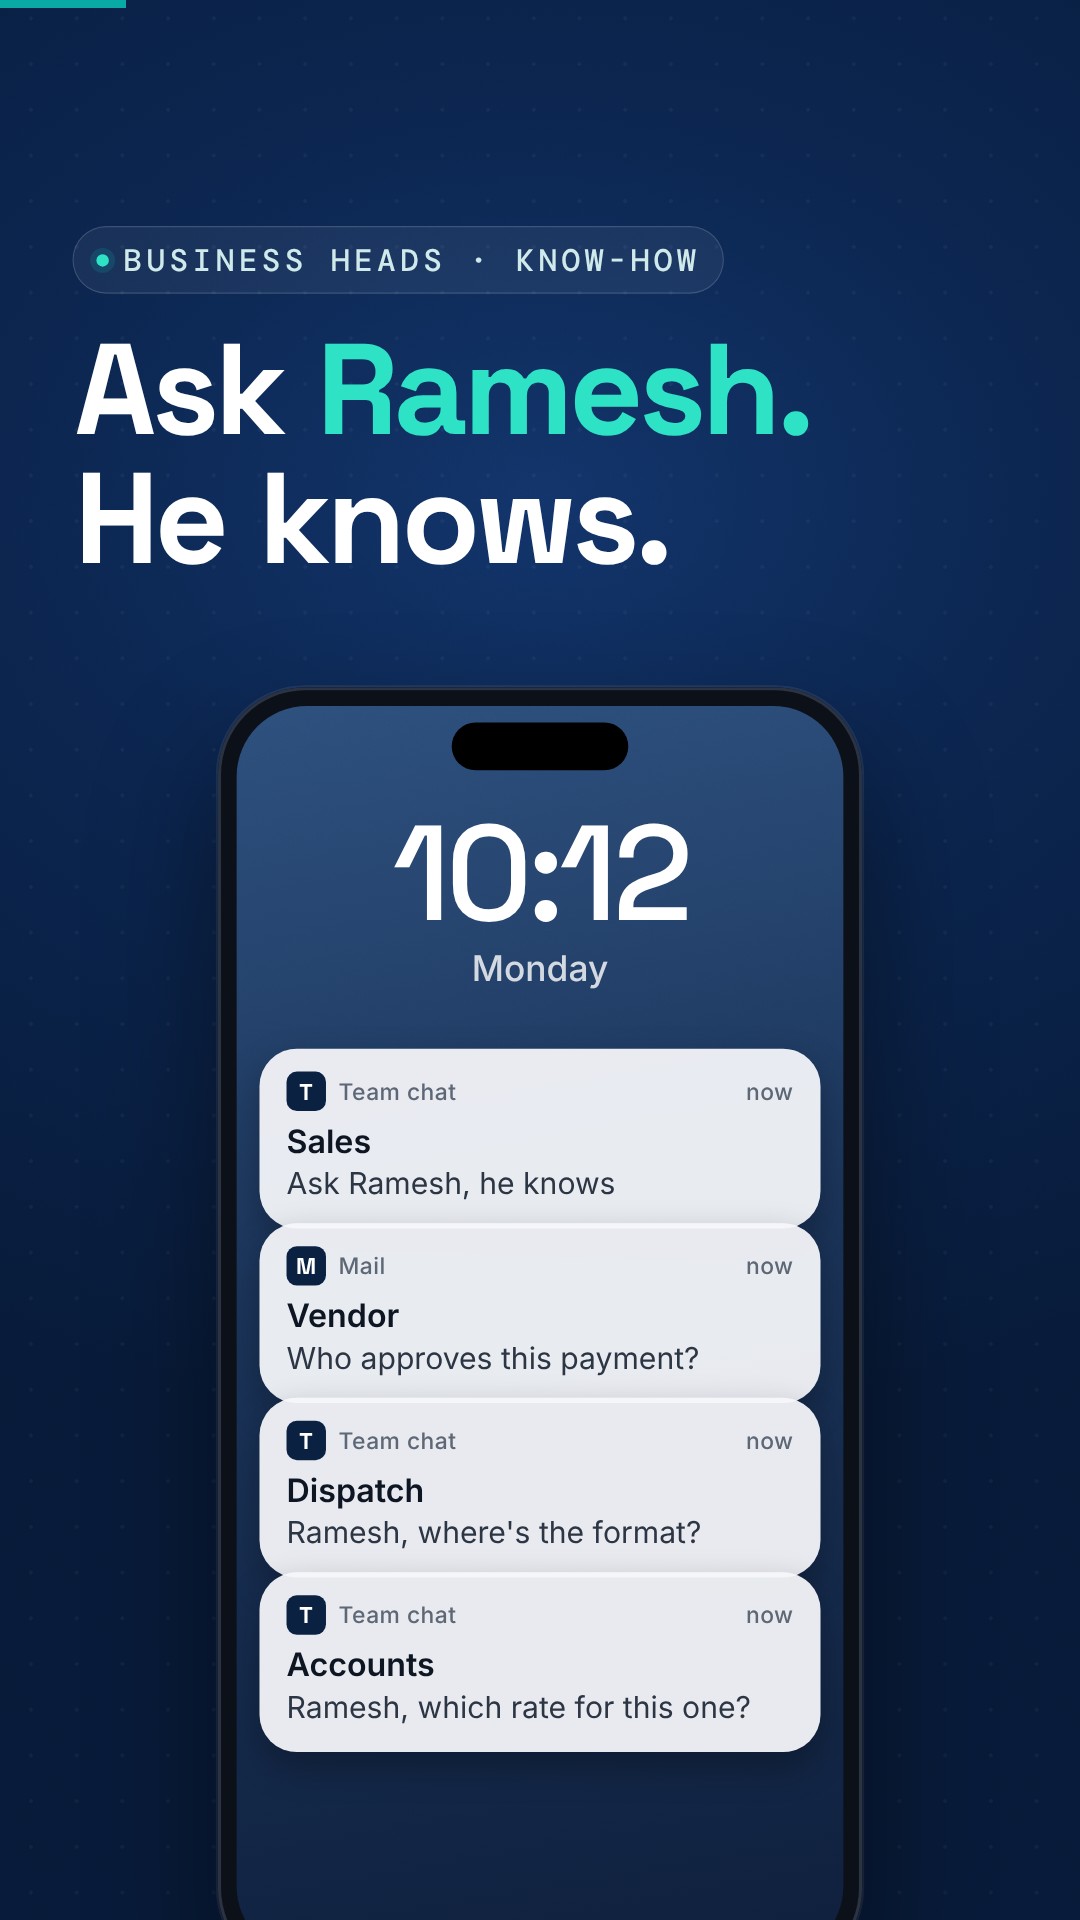 BUSINESS HEADS · KNOW-HOW
Ask Ramesh.
He knows.
10:12
Monday
T Team chat now
Sales
Ask Ramesh, he knows
M Mail now
Vendor
Who approves this payment?
T Team chat now
Dispatch
Ramesh, where's the format?
T Team chat now
Accounts
Ramesh, which rate for this one?